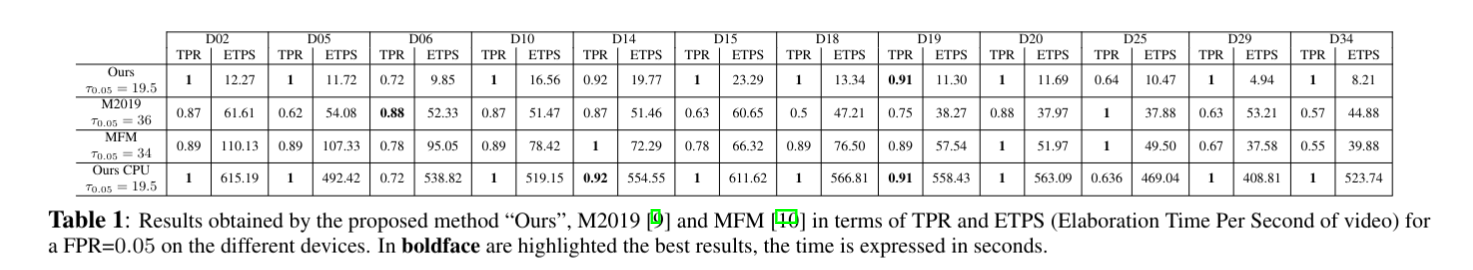 D02 D05 D06 D10 D14 D15 D18 D19 D20 D25 D29 D34
TPR ETPS TPR ETPS TPR ETPS TPR ETPS TPR ETPS TPR ETPS TPR ETPS TPR ETPS TPR ETPS TPR ETPS TPR ETPS TPR ETPS
Ours
τ0.05 = 19.5
1 12.27 1 11.72 0.72 9.85 1 16.56 0.92 19.77 1 23.29 1 13.34 0.91 11.30 1 11.69 0.64 10.47 1 4.94 1 8.21
M2019
τ0.05 = 36
0.87 61.61 0.62 54.08 0.88 52.33 0.87 51.47 0.87 51.46 0.63 60.65 0.5 47.21 0.75 38.27 0.88 37.97 1 37.88 0.63 53.21 0.57 44.88
MFM
τ0.05 = 34
0.89 110.13 0.89 107.33 0.78 95.05 0.89 78.42 1 72.29 0.78 66.32 0.89 76.50 0.89 57.54 1 51.97 1 49.50 0.67 37.58 0.55 39.88
Ours CPU
τ0.05 = 19.5
1 615.19 1 492.42 0.72 538.82 1 519.15 0.92 554.55 1 611.62 1 566.81 0.91 558.43 1 563.09 0.636 469.04 1 408.81 1 523.74
Table 1: Results obtained by the proposed method “Ours”, M2019 [9] and MFM [10] in terms of TPR and ETPS (Elaboration Time Per Second of video) for
a FPR=0.05 on the different devices. In boldface are highlighted the best results, the time is expressed in seconds.